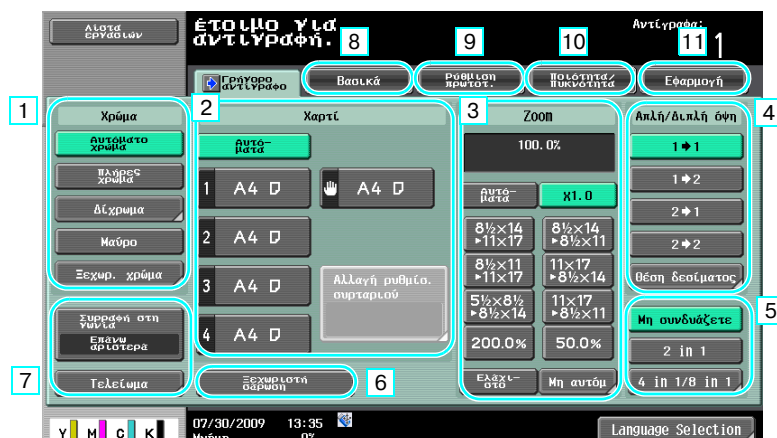 Λίστα
εργασιών
έτοιμο για
αντιγραφή.
Αντίγραφα:
1
8
9
10
11
Γρήγορο
αντίγραφο
Βασικά
Ρύθμιση
πρωτοτ.
Ποιότητα/
πυκνότητα
Εφαρμογή
1
Χρώμα
Αυτόματο
χρώμα
Πλήρες
χρώμα
Δίχρωμα
Μαύρο
Ξεχωρ. χρώμα
2
Χαρτί
Αυτό-
ματα
1 A4
A4
2 A4
3 A4
4 A4
Αλλαγή ρυθμίσ.
συρταριού
3
Zoom
100.0%
Αυτό-
ματα
X1.0
8½×14
▸11×17
8½×14
▸8½×11
8½×11
▸11×17
11×17
▸8½×14
5½×8½
▸8½×14
11×17
▸8½×11
200.0%
50.0%
Ελάχι-
στο
Μη αυτόμ
4
Απλή/Διπλή όψη
1➔1
1➔2
2➔1
2➔2
Θέση δεσίματος
5
Μη συνδυάζετε
2 in 1
4 in 1/8 in 1
Συρραφή στη
γωνία
Επάνω
αριστερά
7
Τελείωμα
Ξεχωριστή
σάρωση
6
Y M C K
07/30/2009 13:35
Μνήμη 0%
Language Selection